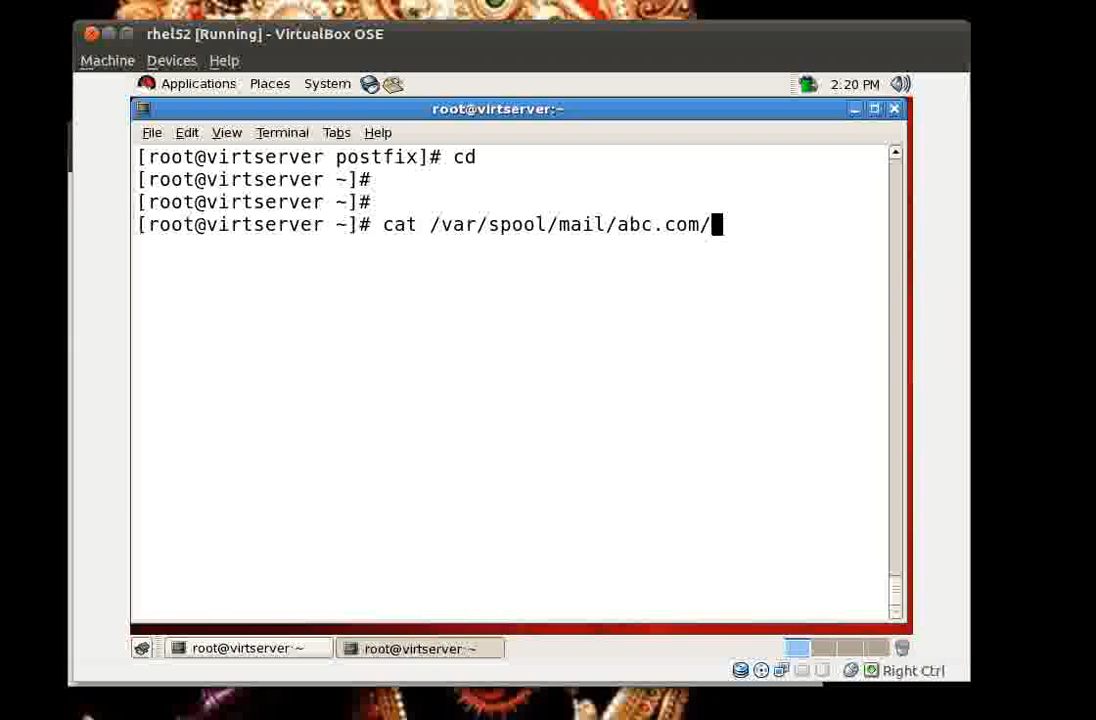 rhel52 [Running] - VirtualBox OSE
Machine Devices Help
Applications Places System 2:20 PM
root@virtserver:~
File Edit View Terminal Tabs Help
[root@virtserver postfix]# cd
[root@virtserver ~]#
[root@virtserver ~]#
[root@virtserver ~]# cat /var/spool/mail/abc.com/
root@virtserver:~ root@virtserver:~
Right Ctrl